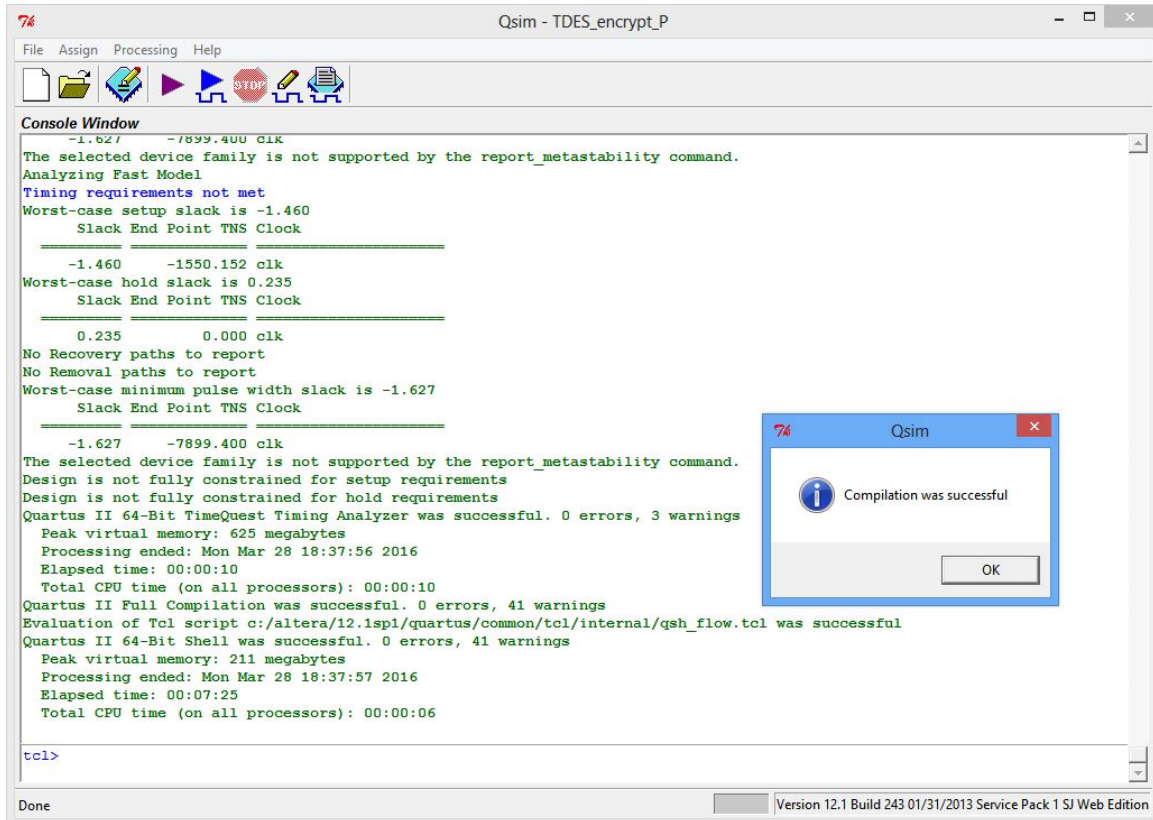 Qsim - TDES_encrypt_P
File Assign Processing Help
STOP
Console Window
-1.627 -7899.400 clk
The selected device family is not supported by the report_metastability command.
Analyzing Fast Model
Timing requirements not met
Worst-case setup slack is -1.460
Slack End Point TNS Clock
========= ============= =====================
-1.460 -1550.152 clk
Worst-case hold slack is 0.235
Slack End Point TNS Clock
========= ============= =====================
0.235 0.000 clk
No Recovery paths to report
No Removal paths to report
Worst-case minimum pulse width slack is -1.627
Slack End Point TNS Clock
========= ============= =====================
-1.627 -7899.400 clk
The selected device family is not supported by the report_metastability command.
Design is not fully constrained for setup requirements
Design is not fully constrained for hold requirements
Quartus II 64-Bit TimeQuest Timing Analyzer was successful. 0 errors, 3 warnings
Peak virtual memory: 625 megabytes
Processing ended: Mon Mar 28 18:37:56 2016
Elapsed time: 00:00:10
Total CPU time (on all processors): 00:00:10
Quartus II Full Compilation was successful. 0 errors, 41 warnings
Evaluation of Tcl script c:/altera/12.1sp1/quartus/common/tcl/internal/qsh_flow.tcl was successful
Quartus II 64-Bit Shell was successful. 0 errors, 41 warnings
Peak virtual memory: 211 megabytes
Processing ended: Mon Mar 28 18:37:57 2016
Elapsed time: 00:07:25
Total CPU time (on all processors): 00:00:06
tcl>
Qsim
Compilation was successful
OK
Done
Version 12.1 Build 243 01/31/2013 Service Pack 1 SJ Web Edition